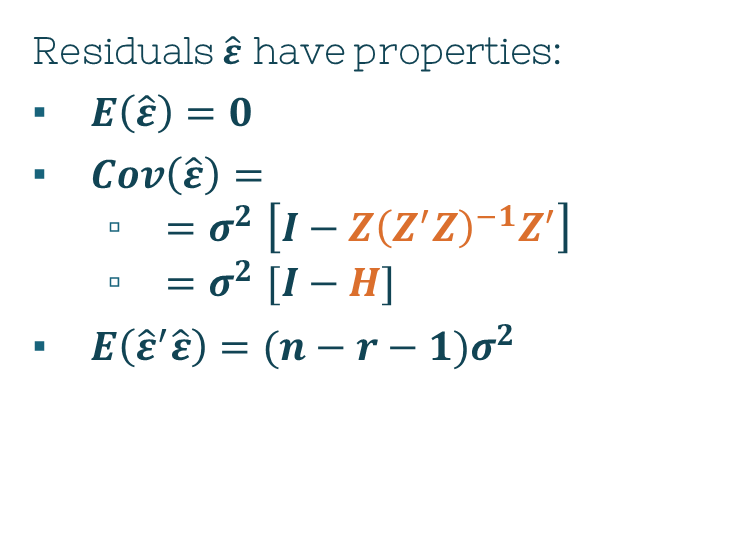 Residuals ε̂ have properties:
▪ E(ε̂) = 0
▪ Cov(ε̂) =
▫ = σ² [I − Z(Z′Z)⁻¹Z′]
▫ = σ² [I − H]
▪ E(ε̂′ε̂) = (n − r − 1)σ²